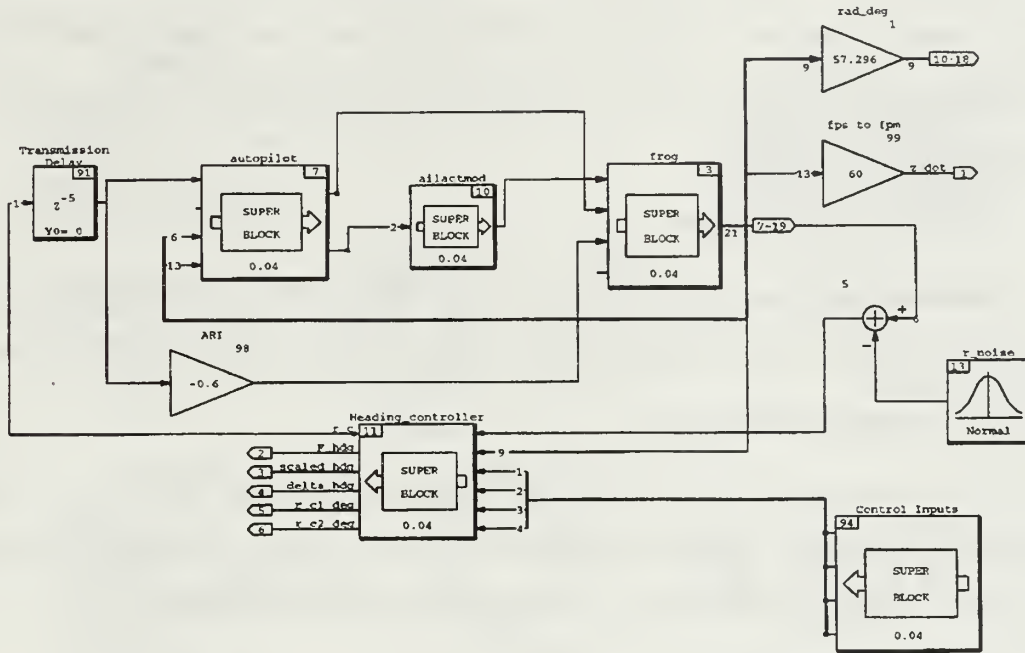 rad_deg
1
9
57.296
9
10-18
fps to fpm
99
13
60
z_dot
1
Transmission
Delay
91
1
z-5
Y0= 0
autopilot
7
6
13
SUPER
BLOCK
0.04
ailactmod
10
2
SUPER
BLOCK
0.04
frog
3
SUPER
BLOCK
0.04
21
7-19
S
+
-
r_noise
13
Normal
ARI
98
-0.6
Heading_controller
r_c
11
2
F_hdg
3
scaled_hdg
4
delta_hdg
5
r_c1_deg
6
r_c2_deg
SUPER
BLOCK
0.04
9
1
2
3
4
Control Inputs
94
SUPER
BLOCK
0.04